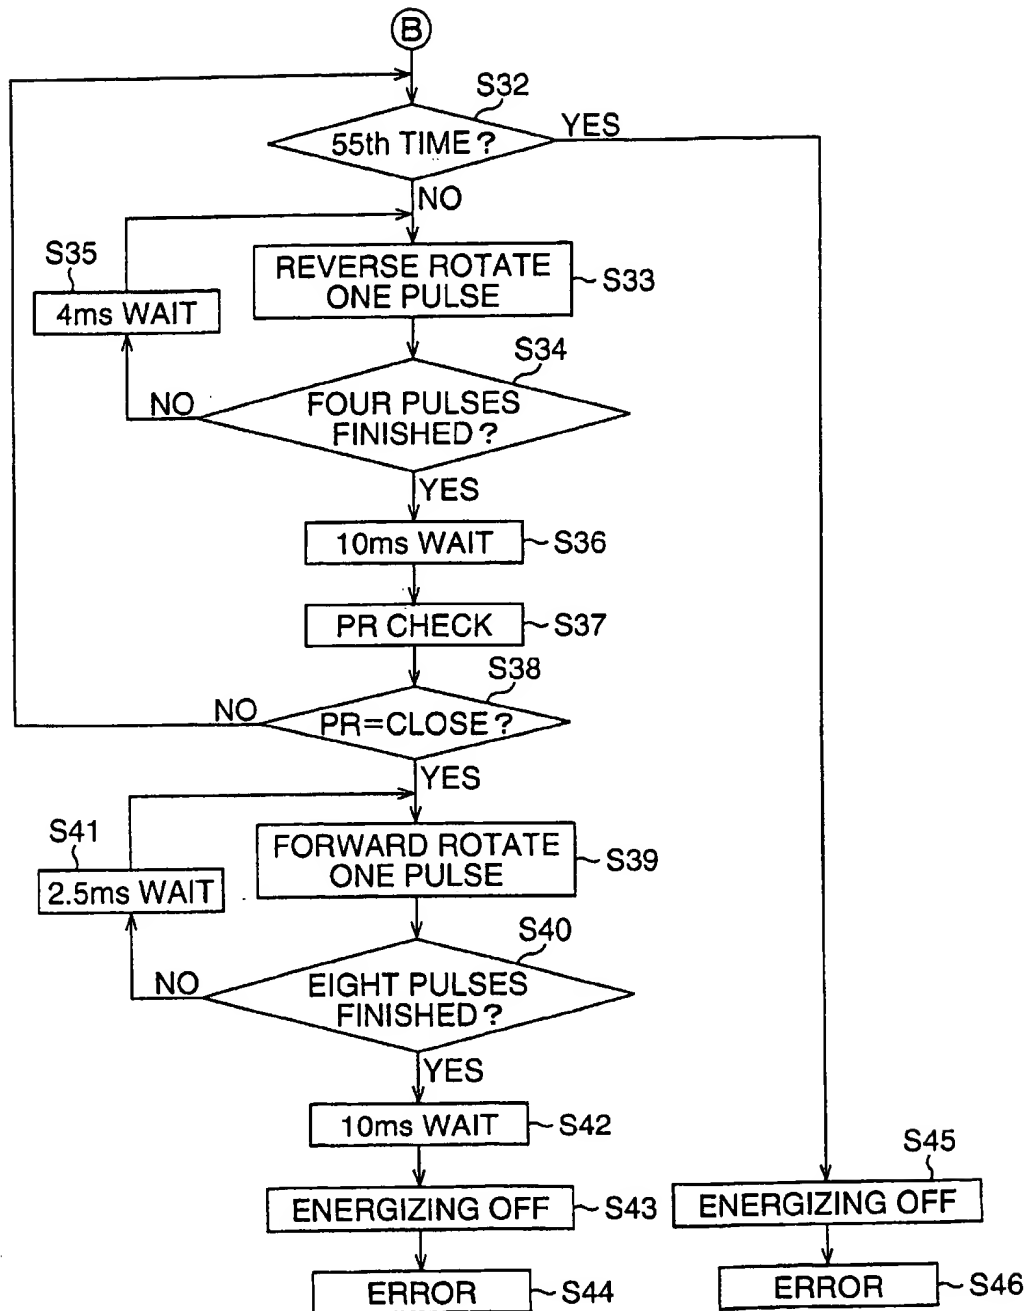 B
S32
55th TIME?
YES
NO
S35
4ms WAIT
REVERSE ROTATE
ONE PULSE
S33
S34
NO
FOUR PULSES
FINISHED?
YES
10ms WAIT
S36
PR CHECK
S37
S38
NO
PR=CLOSE?
YES
S41
2.5ms WAIT
FORWARD ROTATE
ONE PULSE
S39
S40
NO
EIGHT PULSES
FINISHED?
YES
10ms WAIT
S42
S45
ENERGIZING OFF
S43
ENERGIZING OFF
ERROR
S44
ERROR
S46